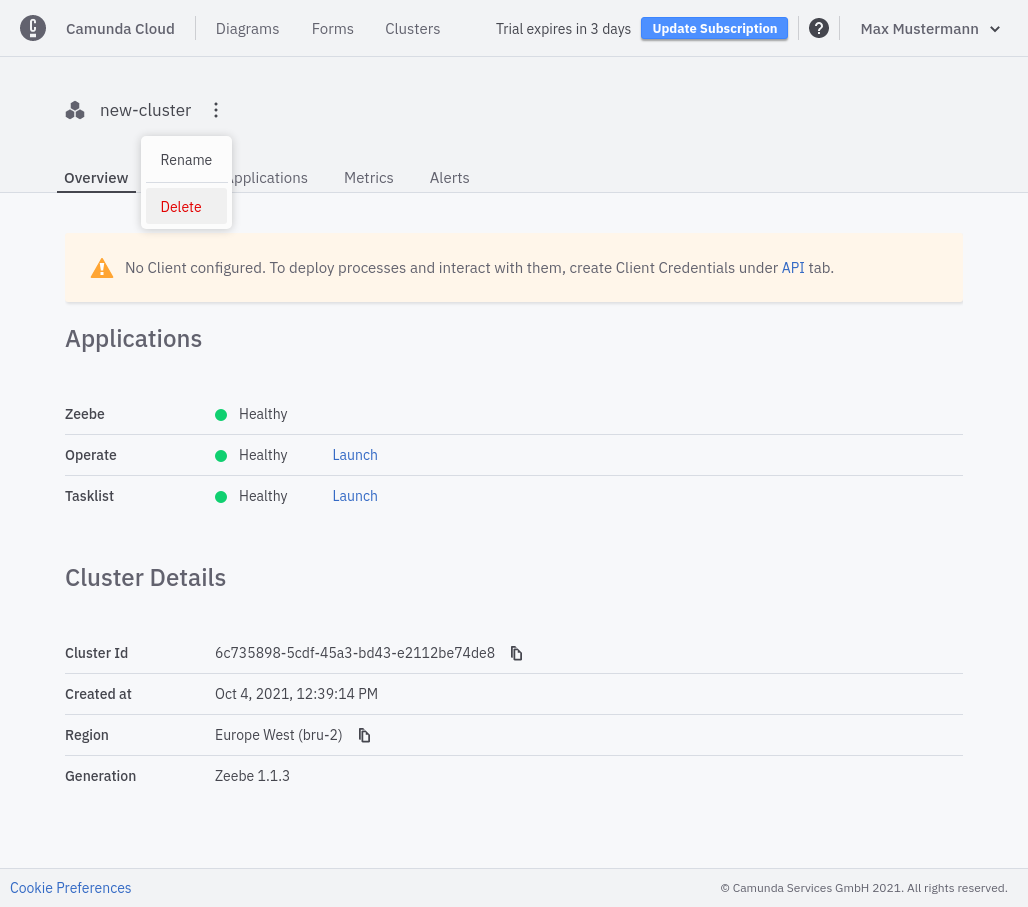 Camunda Cloud Diagrams Forms Clusters Trial expires in 3 days Update Subscription ? Max Mustermann
new-cluster
Rename
Overview Applications Metrics Alerts
Delete
No Client configured. To deploy processes and interact with them, create Client Credentials under API tab.
Applications
Zeebe Healthy
Operate Healthy Launch
Tasklist Healthy Launch
Cluster Details
Cluster Id 6c735898-5cdf-45a3-bd43-e2112be74de8
Created at Oct 4, 2021, 12:39:14 PM
Region Europe West (bru-2)
Generation Zeebe 1.1.3
Cookie Preferences © Camunda Services GmbH 2021. All rights reserved.